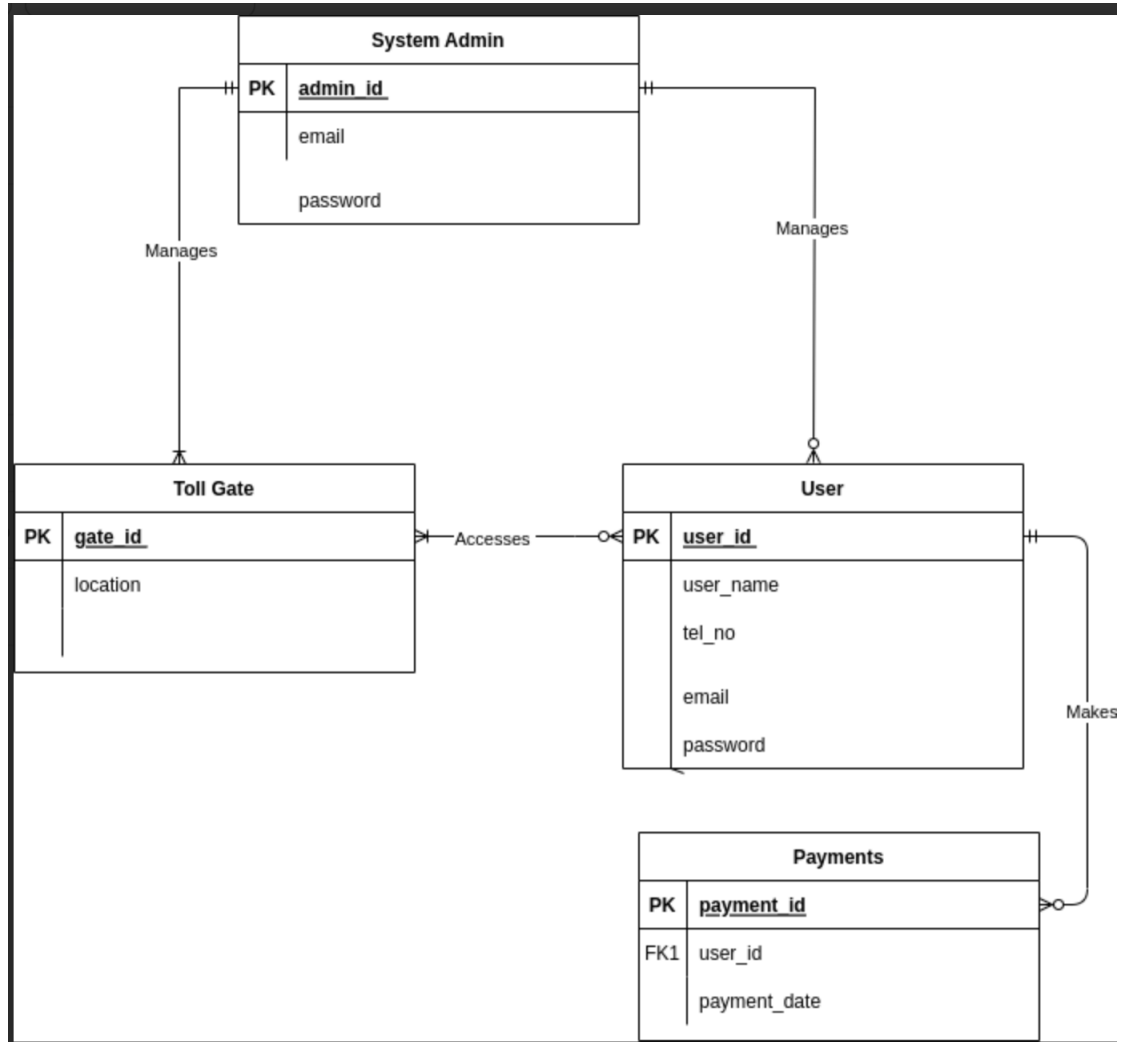 System Admin
PK admin_id
email
password
Manages
Manages
Toll Gate
PK gate_id
location
Accesses
User
PK user_id
user_name
tel_no
email
password
Makes
Payments
PK payment_id
FK1 user_id
payment_date